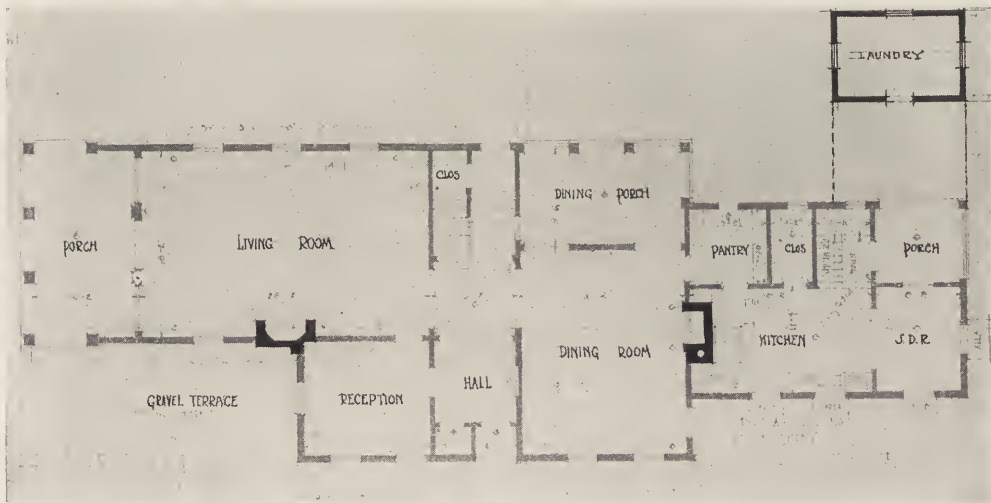 LAUNDRY
CLOS
DINING PORCH
PORCH
LIVING ROOM
PANTRY
CLOS
PORCH
DINING ROOM
KITCHEN
S.D.R.
GRAVEL TERRACE
RECEPTION
HALL